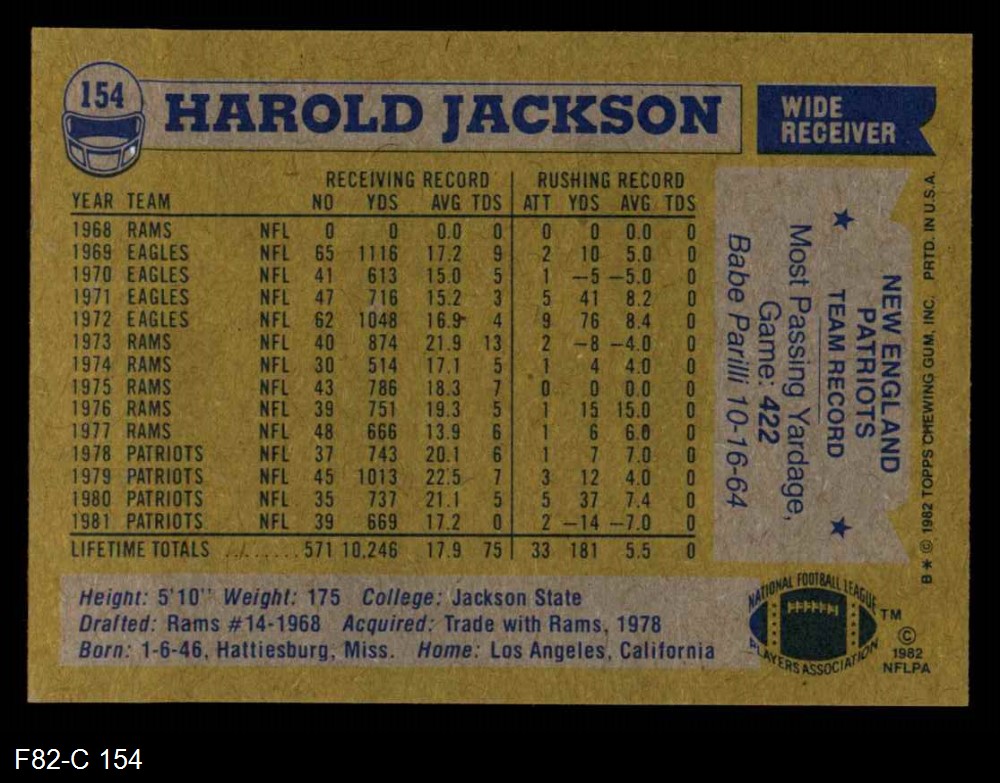 154
HAROLD JACKSON
WIDE
RECEIVER
RECEIVING RECORD RUSHING RECORD
YEAR TEAM NO YDS AVG TDS ATT YDS AVG TDS
1968 RAMS NFL 0 0 0.0 0 0 0 0.0 0
1969 EAGLES NFL 65 1116 17.2 9 2 10 5.0 0
1970 EAGLES NFL 41 613 15.0 5 1 -5 -5.0 0
1971 EAGLES NFL 47 716 15.2 3 5 41 8.2 0
1972 EAGLES NFL 62 1048 16.9 4 9 76 8.4 0
1973 RAMS NFL 40 874 21.9 13 2 -8 -4.0 0
1974 RAMS NFL 30 514 17.1 5 1 4 4.0 0
1975 RAMS NFL 43 786 18.3 7 0 0 0.0 0
1976 RAMS NFL 39 751 19.3 5 1 15 15.0 0
1977 RAMS NFL 48 666 13.9 6 1 6 6.0 0
1978 PATRIOTS NFL 37 743 20.1 6 1 7 7.0 0
1979 PATRIOTS NFL 45 1013 22.5 7 3 12 4.0 0
1980 PATRIOTS NFL 35 737 21.1 5 5 37 7.4 0
1981 PATRIOTS NFL 39 669 17.2 0 2 -14 -7.0 0
LIFETIME TOTALS ......... 571 10,246 17.9 75 33 181 5.5 0
NEW ENGLAND
PATRIOTS
★ TEAM RECORD ★
Most Passing Yardage,
Game: 422
Babe Parilli 10-16-64
B* © 1982 TOPPS CHEWING GUM, INC. PRTD. IN U.S.A.
Height: 5'10" Weight: 175 College: Jackson State
Drafted: Rams #14-1968 Acquired: Trade with Rams, 1978
Born: 1-6-46, Hattiesburg, Miss. Home: Los Angeles, California
NATIONAL FOOTBALL LEAGUE
PLAYERS ASSOCIATION
TM
©
1982
NFLPA
F82-C 154